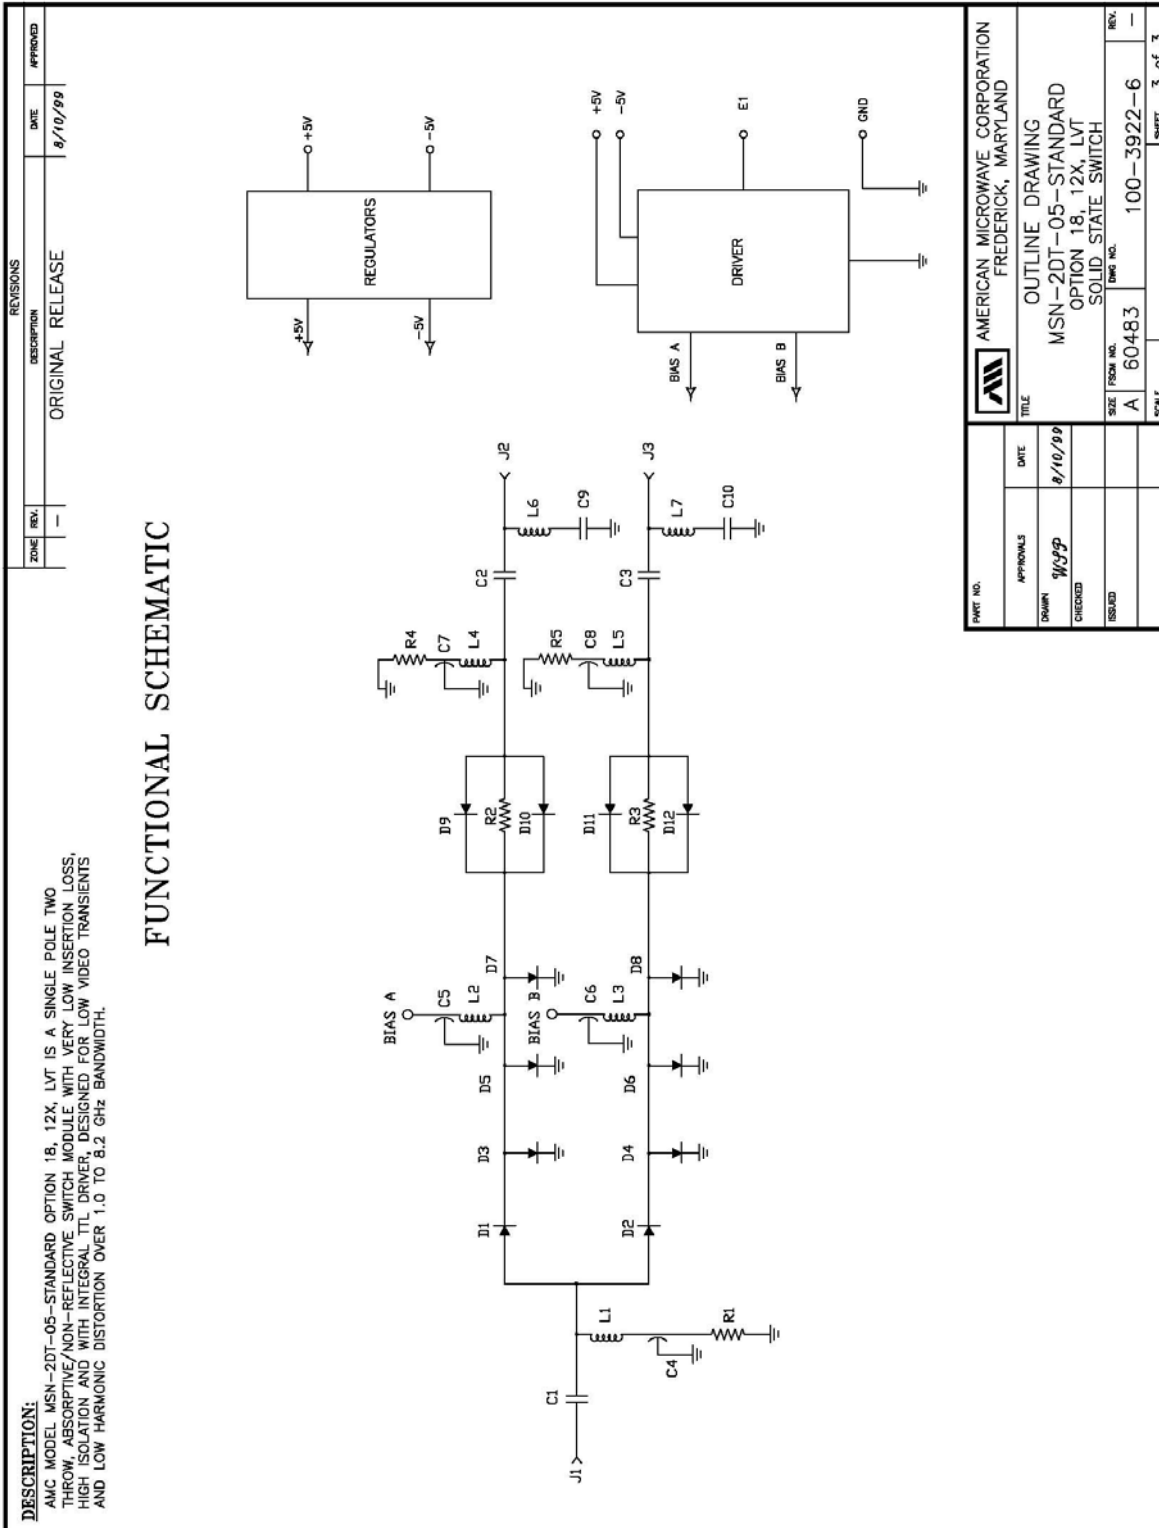 DESCRIPTION:
AMC MODEL MSN-2DT-05-STANDARD OPTION 18, 12X, LVT IS A SINGLE POLE TWO
THROW, ABSORPTIVE/NON-REFLECTIVE SWITCH MODULE WITH VERY LOW INSERTION LOSS,
HIGH ISOLATION AND WITH INTEGRAL TTL DRIVER, DESIGNED FOR LOW VIDEO TRANSIENTS
AND LOW HARMONIC DISTORTION OVER 1.0 TO 8.2 GHz BANDWIDTH.
REVISIONS
ZONE REV. DESCRIPTION DATE APPROVED
— ORIGINAL RELEASE 8/10/99
FUNCTIONAL SCHEMATIC
+5V
+5V
REGULATORS
-5V
-5V
BIAS A
R4
C7
L4
C5
L2
D9
R2
D10
D7
D5
D3
D1
C2
J2
L6
C9
+5V
-5V
BIAS A
DRIVER
E1
BIAS B
GND
BIAS B
R5
C8
L5
C6
L3
D11
R3
D12
D8
D6
D4
D2
C3
J3
L7
C10
J1
C1
L1
C4
R1
PART NO.
APPROVALS DATE
DRAWN WSP 8/10/99
CHECKED
ISSUED
AMERICAN MICROWAVE CORPORATION
FREDERICK, MARYLAND
TITLE
OUTLINE DRAWING
MSN-2DT-05-STANDARD
OPTION 18, 12X, LVT
SOLID STATE SWITCH
SIZE FSCM NO. DWG NO. REV.
A 60483 100-3922-6 —
SCALE SHEET 3 of 3